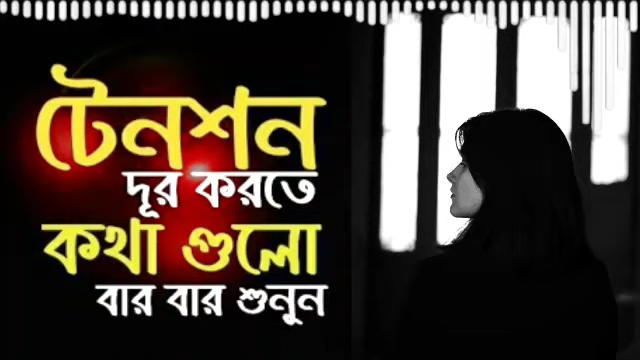 টেনশন
দূর করতে
কথা গুলো
বার বার শুনুন